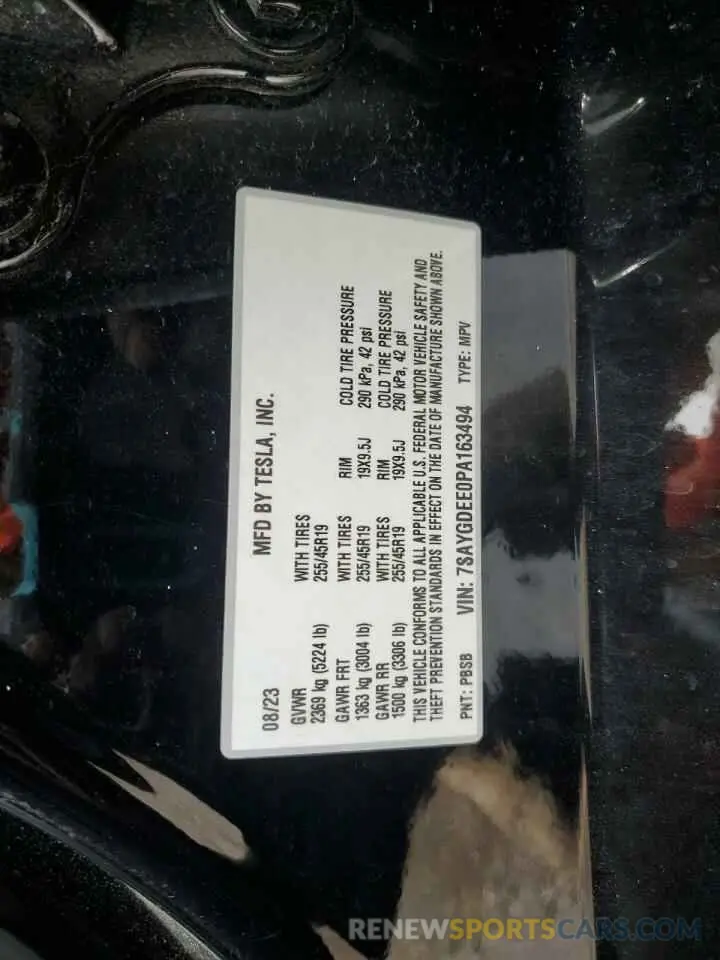 08/23 MFD BY TESLA, INC.
GVWR WITH TIRES
2369 kg (5224 lb) 255/45R19
GAWR FRT WITH TIRES RIM COLD TIRE PRESSURE
1363 kg (3004 lb) 255/45R19 19X9.5J 290 kPa, 42 psi
GAWR RR WITH TIRES RIM COLD TIRE PRESSURE
1500 kg (3306 lb) 255/45R19 19X9.5J 290 kPa, 42 psi
THIS VEHICLE CONFORMS TO ALL APPLICABLE U.S. FEDERAL MOTOR VEHICLE SAFETY AND
THEFT PREVENTION STANDARDS IN EFFECT ON THE DATE OF MANUFACTURE SHOWN ABOVE.
PNT: PBSB VIN: 7SAYGDEE0PA163494 TYPE: MPV
RENEWSPORTSCARS.COM